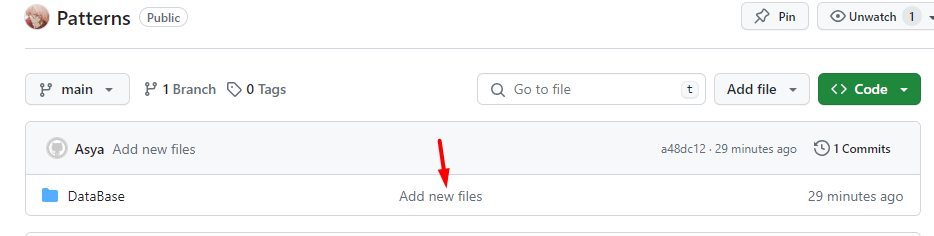 Patterns Public Pin Unwatch 1
main 1 Branch 0 Tags Go to file t Add file Code
Asya Add new files a48dc12 · 29 minutes ago 1 Commits
DataBase Add new files 29 minutes ago